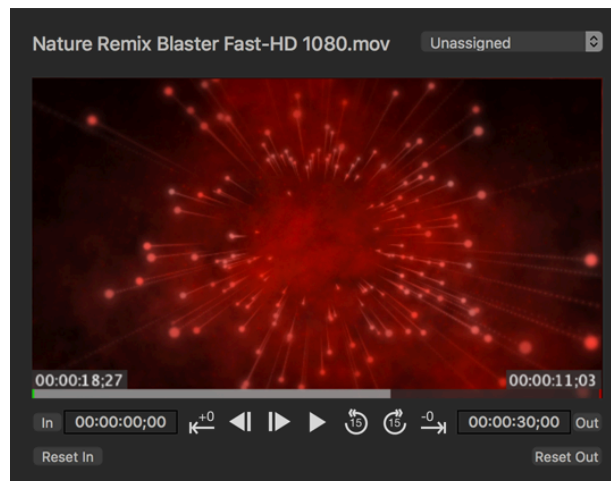 Nature Remix Blaster Fast-HD 1080.mov Unassigned
00:00:18;27 00:00:11;03
In 00:00:00;00 +0 15 15 -0 00:00:30;00 Out
Reset In Reset Out